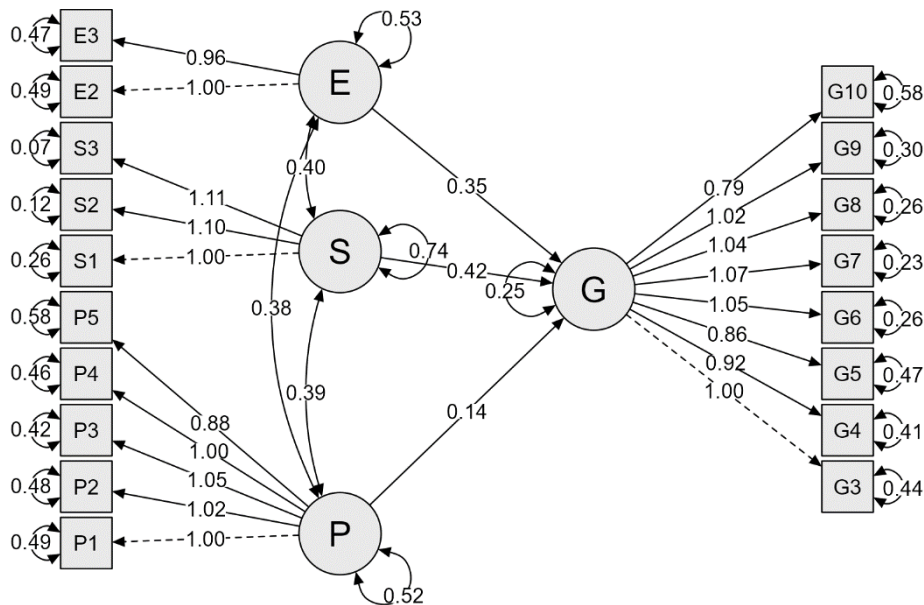 0.47 E3 0.96 0.53
0.49 E2 1.00 E G10 0.58
0.07 S3 0.40 0.35 0.79 G9 0.30
0.12 S2 1.11 1.02 G8 0.26
1.10 1.04
0.26 S1 1.00 S 0.74 0.42 1.07 G7 0.23
0.25 G
0.58 P5 0.38 1.05 G6 0.26
0.86
0.46 P4 0.92 G5 0.47
0.39 1.00
0.42 P3 0.88 0.14 G4 0.41
1.00
0.48 P2 1.05 G3 0.44
1.02
0.49 P1 1.00 P
0.52